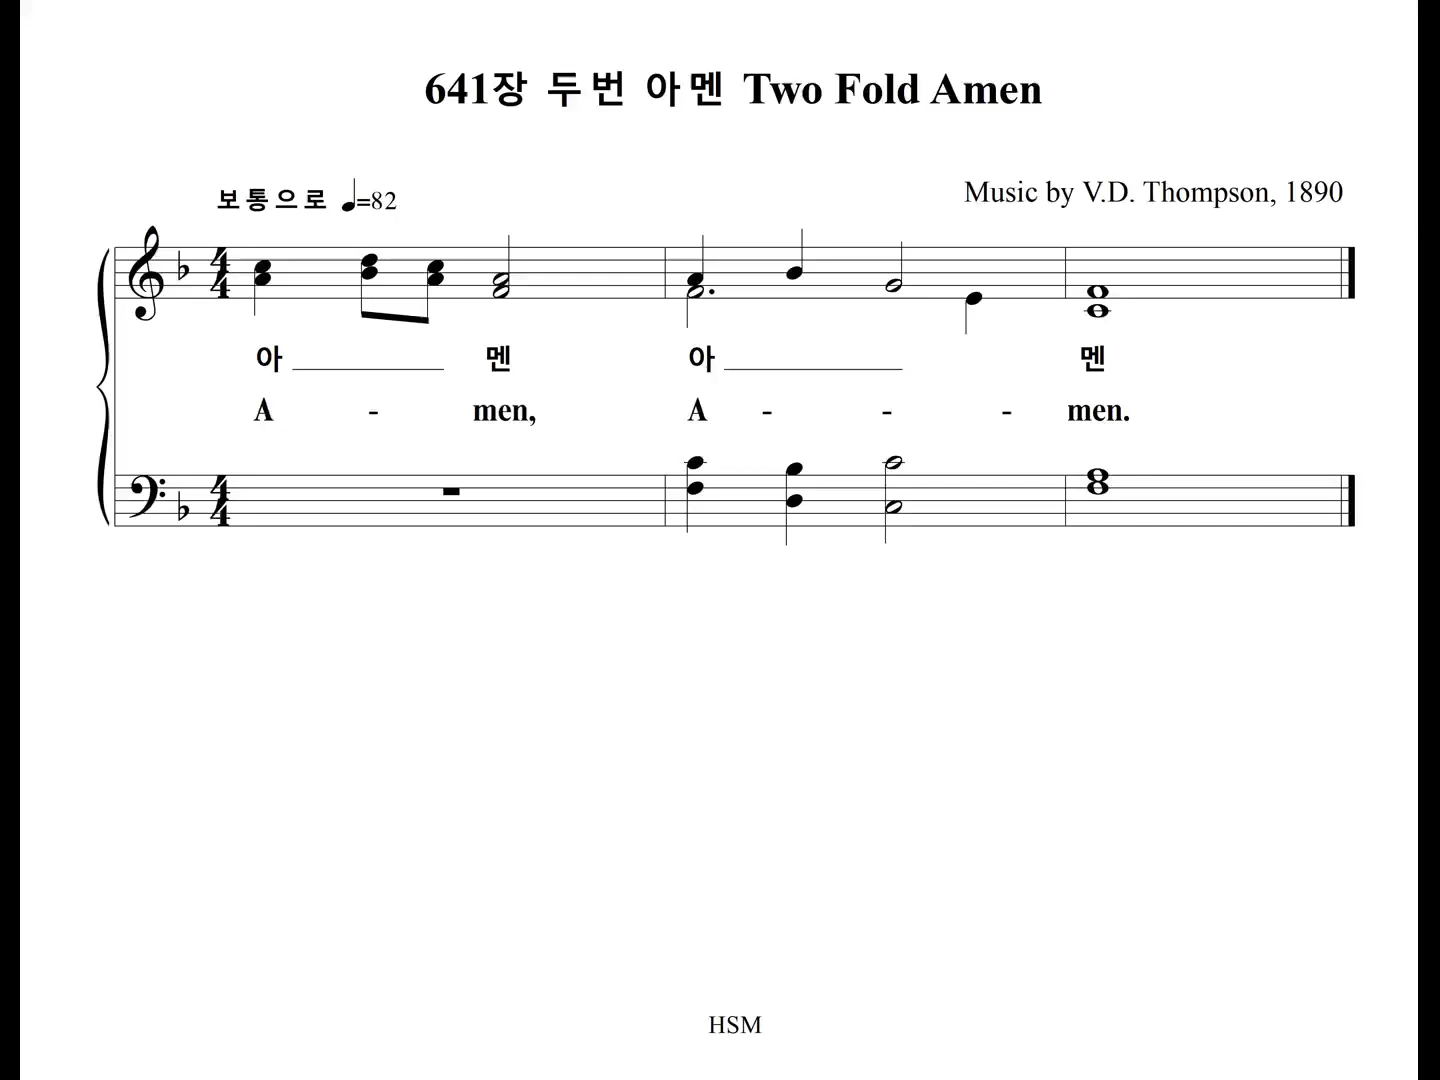 641장 두번 아멘 Two Fold Amen
보통으로 ♩=82
Music by V.D. Thompson, 1890
아 멘 아 멘
A - men, A - - - men.
HSM